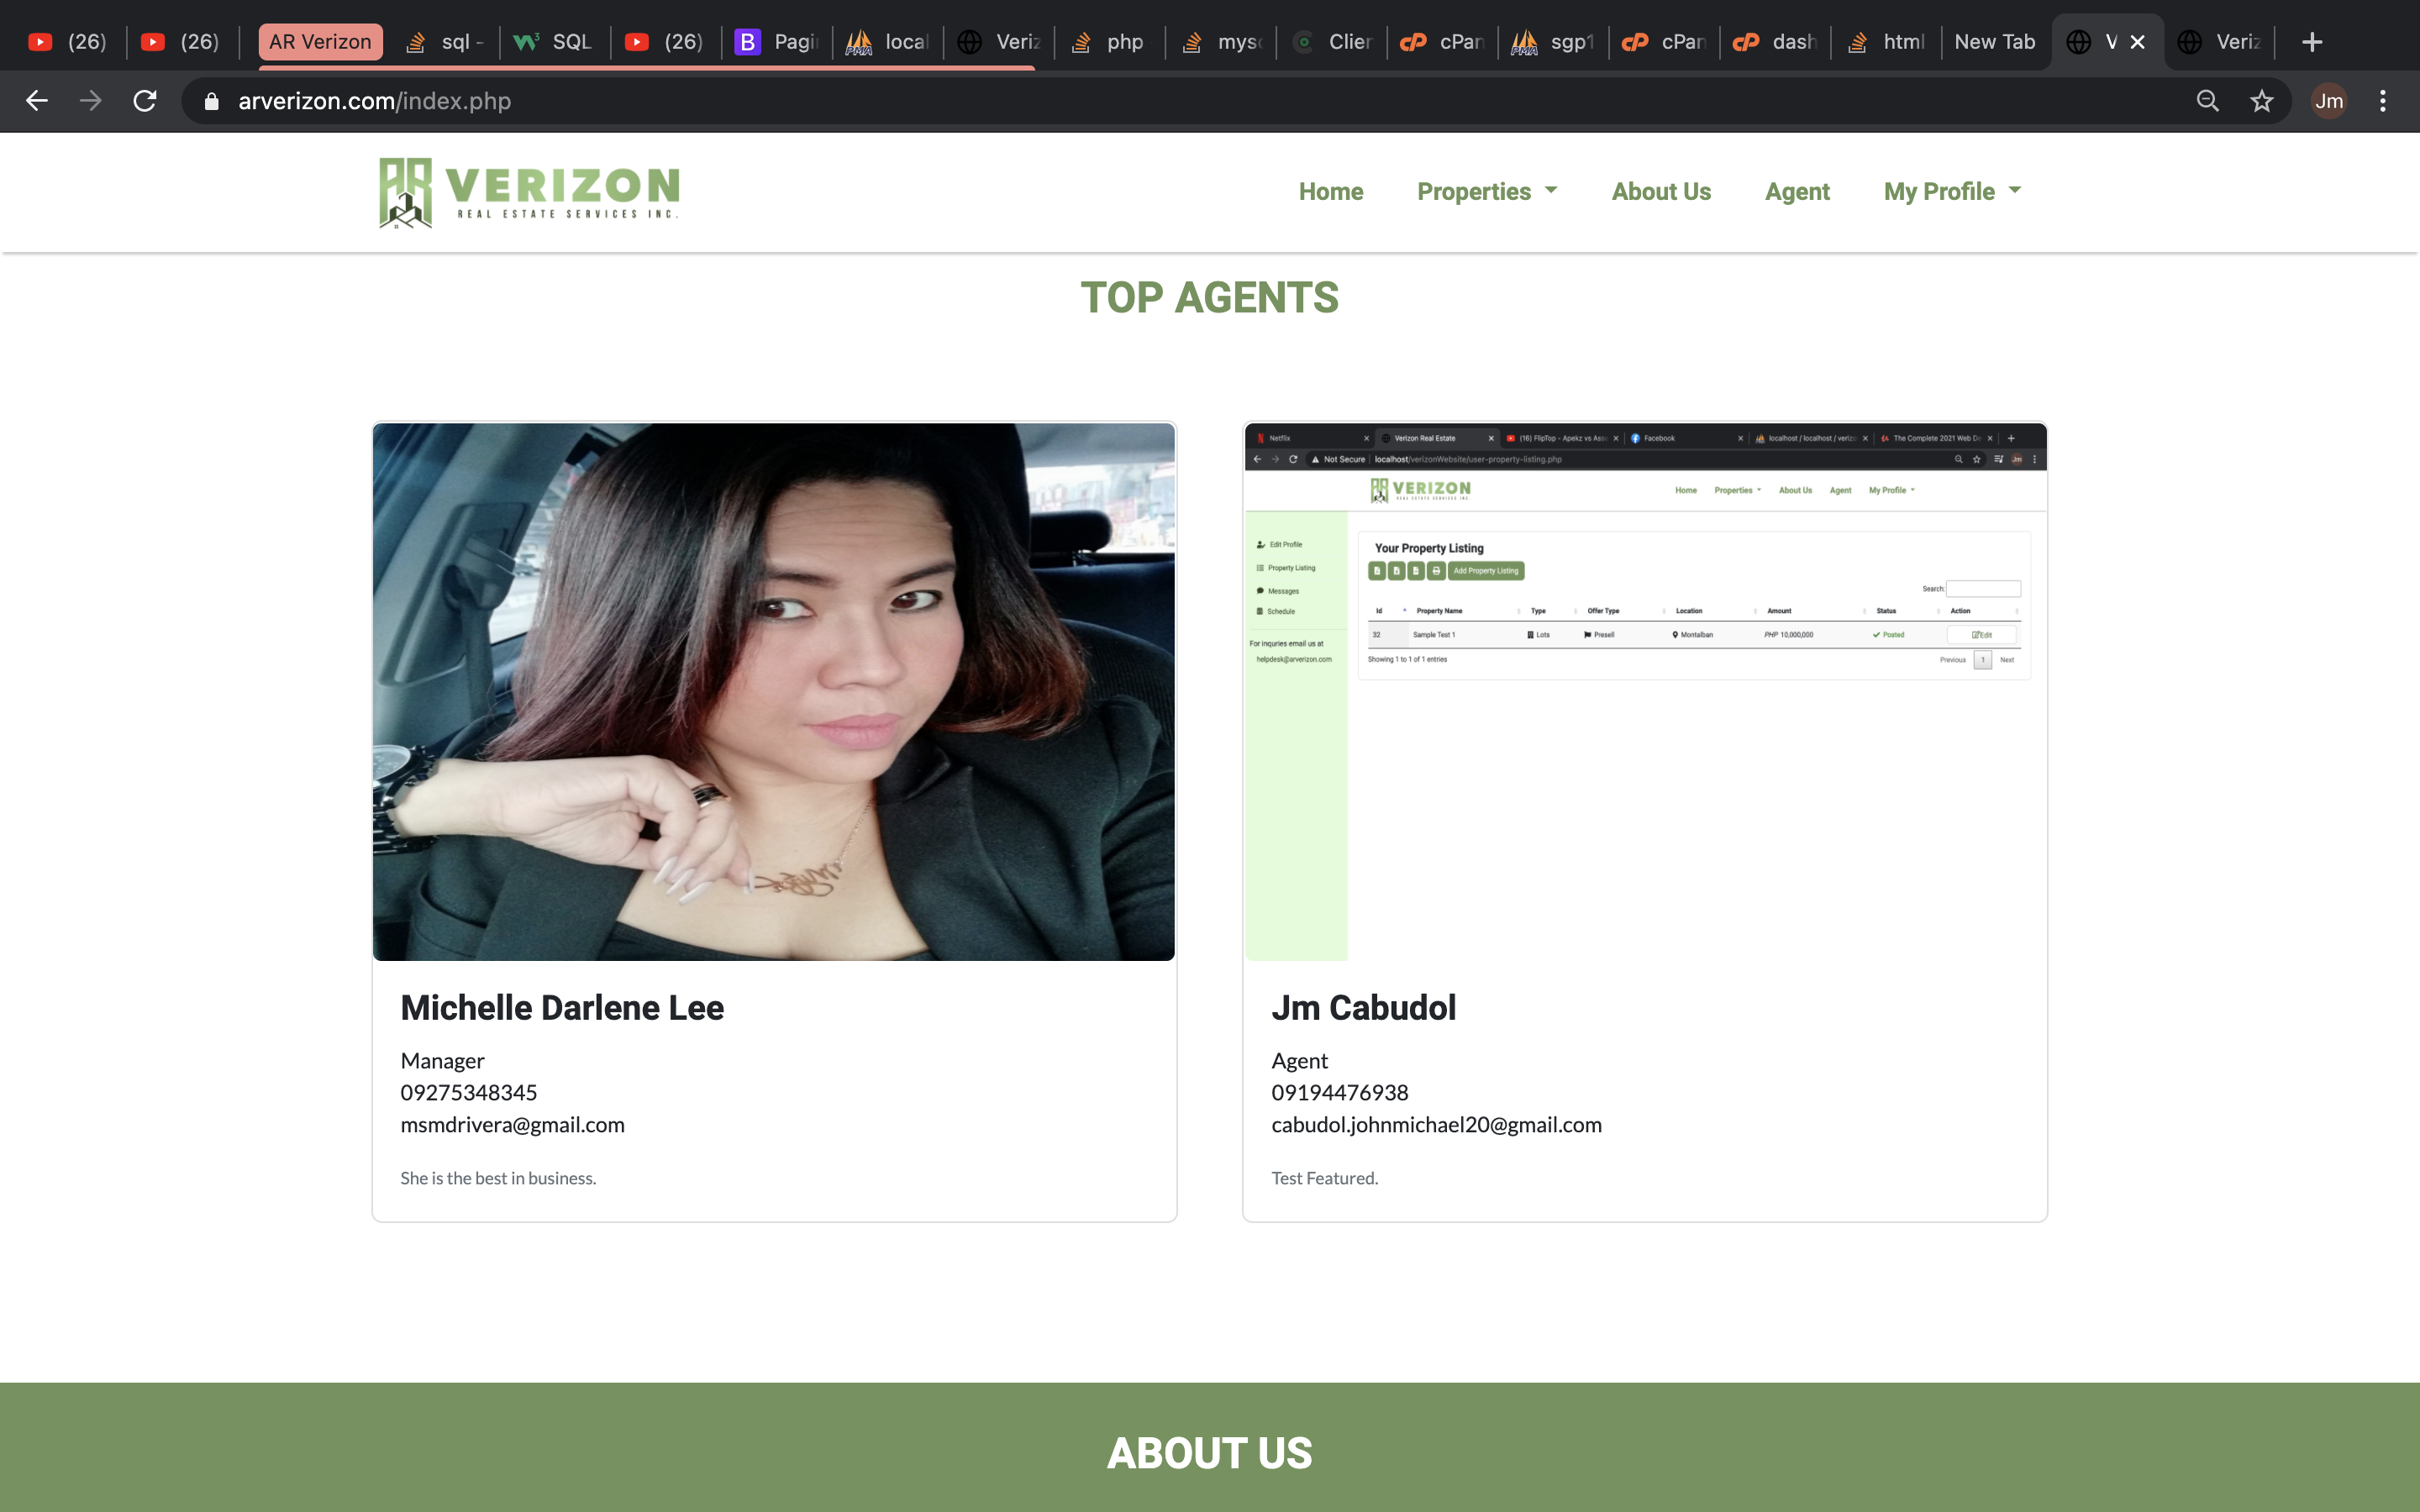 (26)
(26)
AR Verizon
sql -
SQL
(26)
B
Pagi
local
Veriz
php
mysq
Clien
cPan
sgp1
cPan
dash
html
New Tab
V
Veriz
arverizon.com/index.php
Jm
VERIZON
REAL ESTATE SERVICES INC.
Home
Properties
About Us
Agent
My Profile
TOP AGENTS
Netflix
Verizon Real Estate
(16) FlipTop - Apekz vs Ass
Facebook
localhost / localhost / verizo
The Complete 2021 Web De
Not Secure
localhost/verizonWebsite/user-property-listing.php
Jm
VERIZON
Home
Properties
About Us
Agent
My Profile
Edit Profile
Property Listing
Messages
Schedule
For inquries email us at
helpdesk@arverizon.com
Your Property Listing
Add Property Listing
Search:
Id Property Name Type Offer Type Location Amount Status Action
32 Sample Test 1 Lots Presell Montalban PHP 10,000,000 Posted Edit
Showing 1 to 1 of 1 entries
Previous 1 Next
Michelle Darlene Lee
Manager
09275348345
msmdrivera@gmail.com
She is the best in business.
Jm Cabudol
Agent
09194476938
cabudol.johnmichael20@gmail.com
Test Featured.
ABOUT US